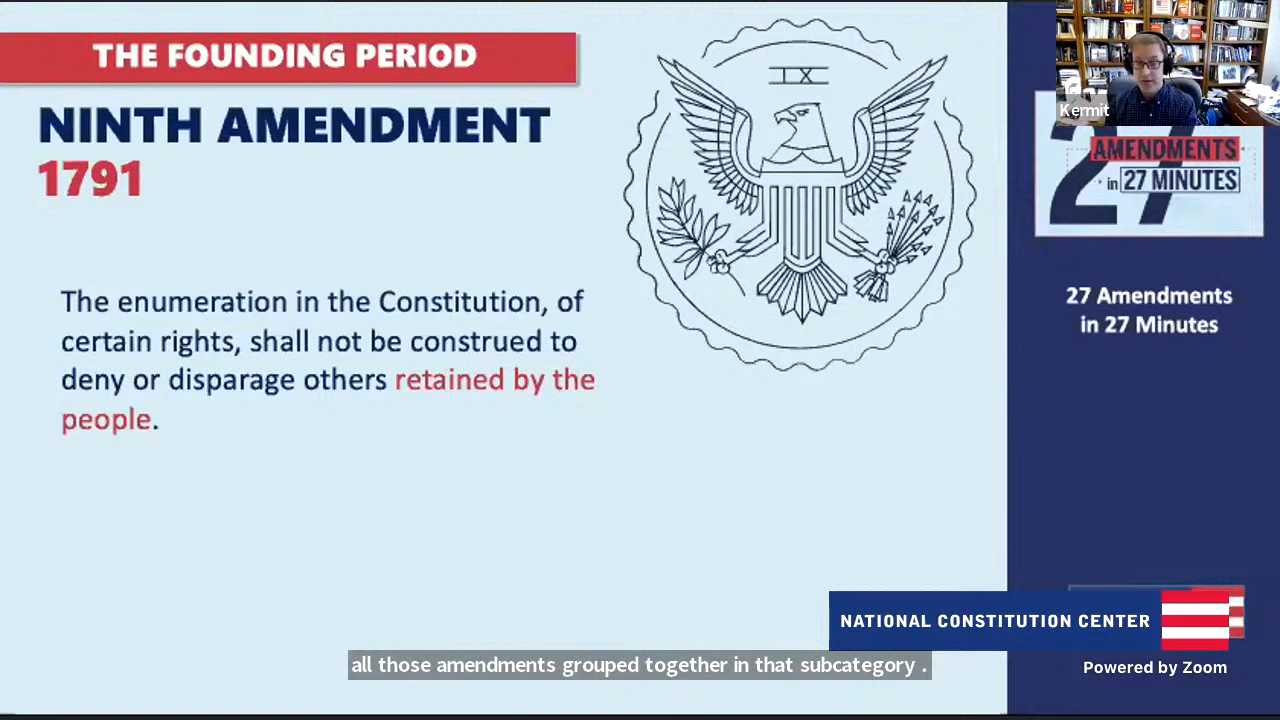 THE FOUNDING PERIOD
NINTH AMENDMENT
1791
IX
The enumeration in the Constitution, of
certain rights, shall not be construed to
deny or disparage others retained by the
people.
Kermit
27
AMENDMENTS
in 27 MINUTES
27 Amendments
in 27 Minutes
NATIONAL CONSTITUTION CENTER
all those amendments grouped together in that subcategory .
Powered by Zoom